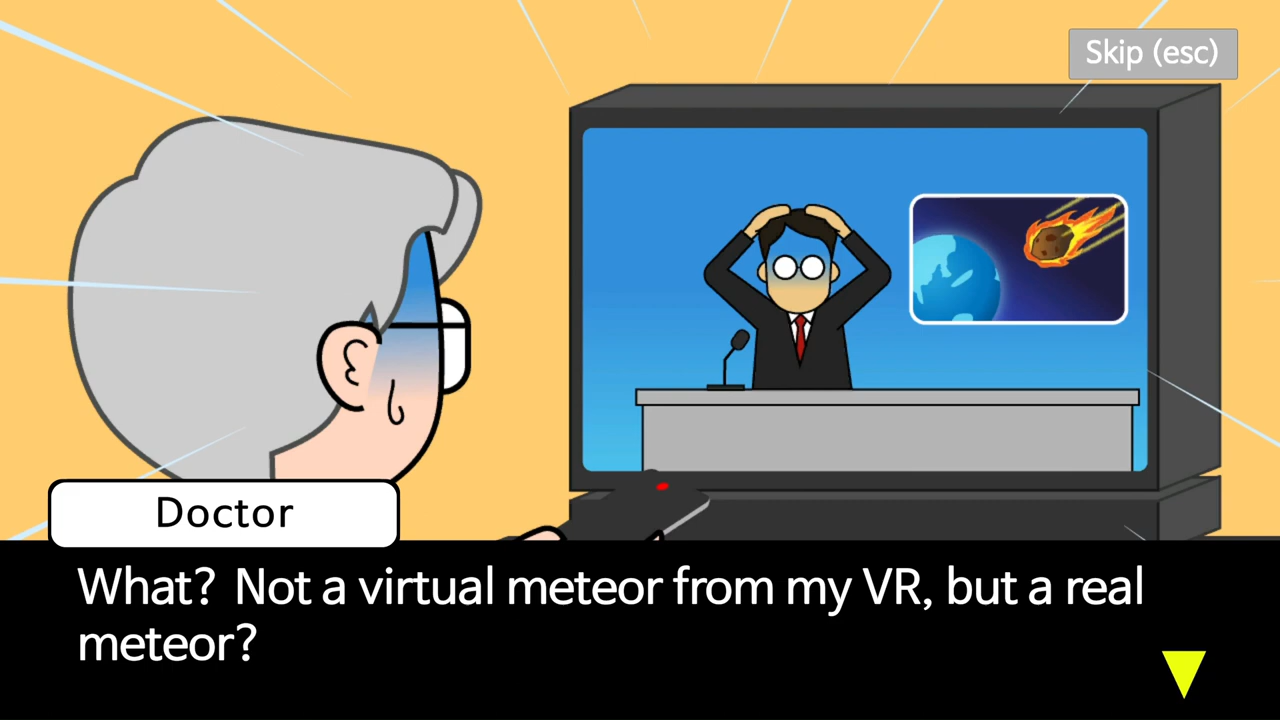 Skip (esc)
Doctor
What? Not a virtual meteor from my VR, but a real
meteor?